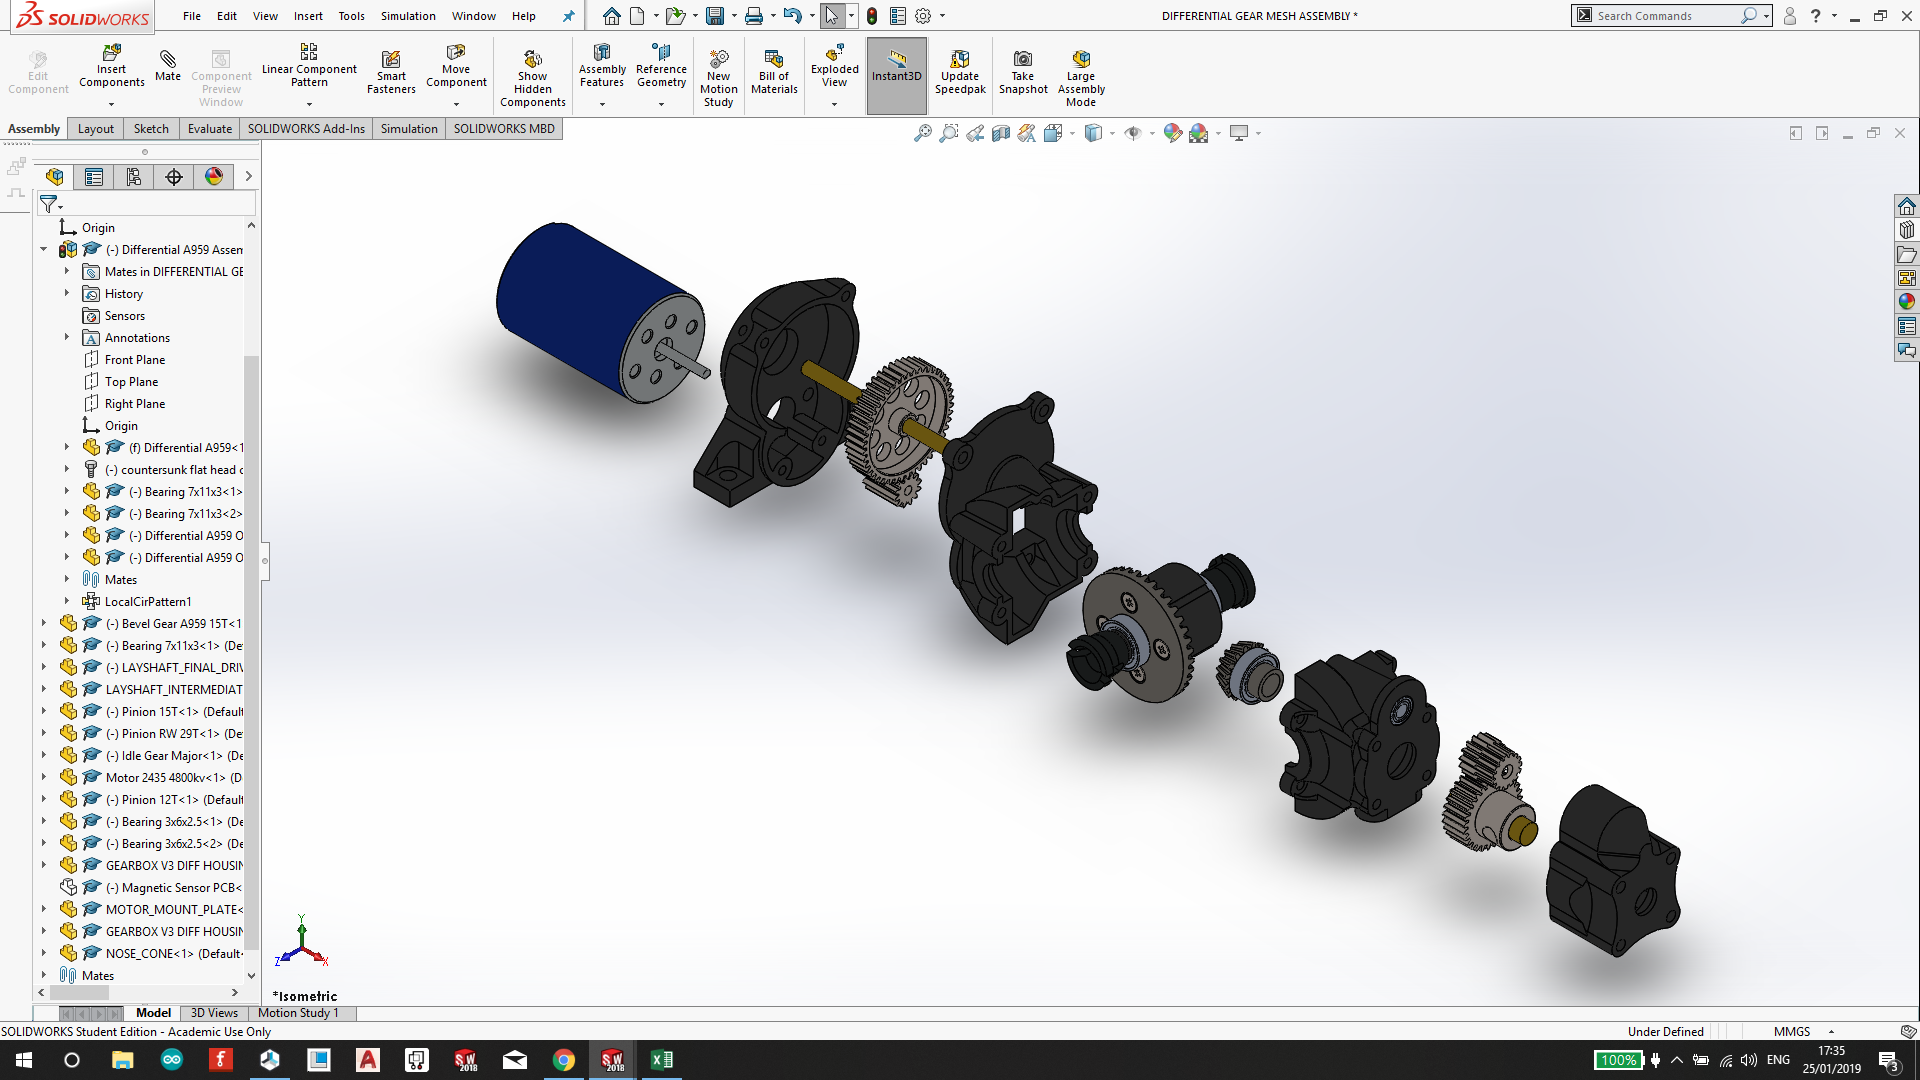 SOLIDWORKS
File Edit View Insert Tools Simulation Window Help
DIFFERENTIAL GEAR MESH ASSEMBLY *
Search Commands
Edit Component
Insert Components
Mate
Component Preview Window
Linear Component Pattern
Smart Fasteners
Move Component
Show Hidden Components
Assembly Features
Reference Geometry
New Motion Study
Bill of Materials
Exploded View
Instant3D
Update Speedpak
Take Snapshot
Large Assembly Mode
Assembly Layout Sketch Evaluate SOLIDWORKS Add-Ins Simulation SOLIDWORKS MBD
Origin
(-) Differential A959 Assem
Mates in DIFFERENTIAL GE
History
Sensors
Annotations
Front Plane
Top Plane
Right Plane
Origin
(f) Differential A959<1
(-) countersunk flat head c
(-) Bearing 7x11x3<1>
(-) Bearing 7x11x3<2>
(-) Differential A959 O
(-) Differential A959 O
Mates
LocalCirPattern1
(-) Bevel Gear A959 15T<1
(-) Bearing 7x11x3<1> (De
(-) LAYSHAFT_FINAL_DRIV
LAYSHAFT_INTERMEDIAT
(-) Pinion 15T<1> (Default
(-) Pinion RW 29T<1> (De
(-) Idle Gear Major<1> (De
Motor 2435 4800kv<1> (D
(-) Pinion 12T<1> (Default
(-) Bearing 3x6x2.5<1> (De
(-) Bearing 3x6x2.5<2> (De
GEARBOX V3 DIFF HOUSIN
(-) Magnetic Sensor PCB<
MOTOR_MOUNT_PLATE<
GEARBOX V3 DIFF HOUSIN
NOSE_CONE<1> (Default<
Mates
Y
Z X
*Isometric
Model 3D Views Motion Study 1
SOLIDWORKS Student Edition - Academic Use Only
Under Defined MMGS
100% ENG
17:35
25/01/2019
3